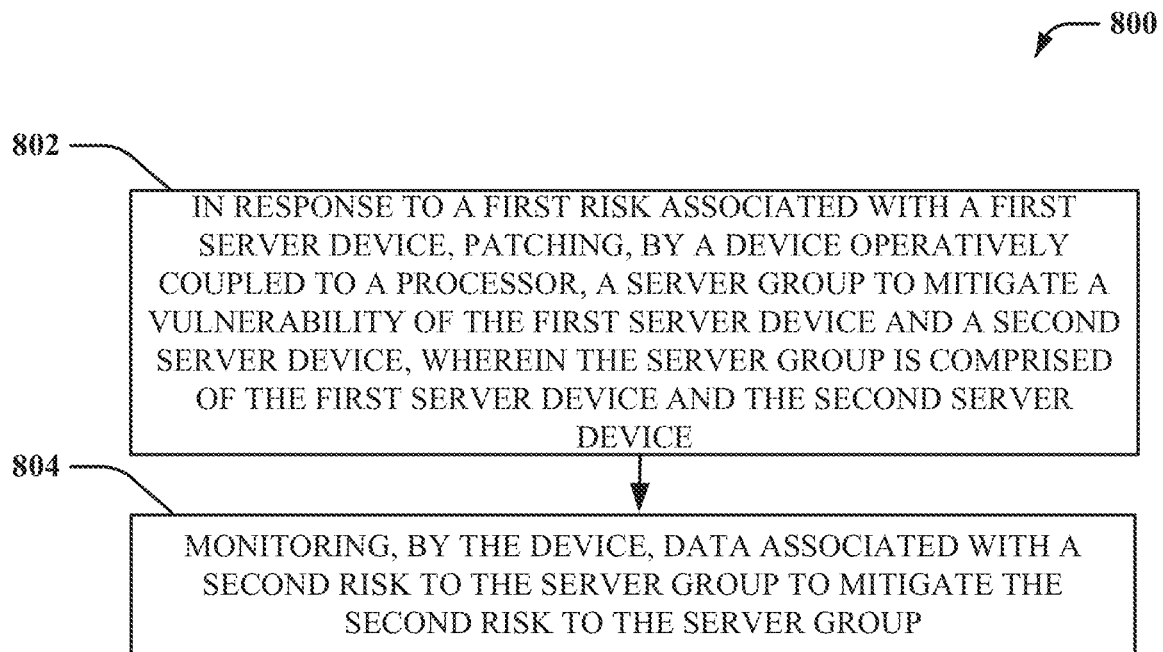 800
802
IN RESPONSE TO A FIRST RISK ASSOCIATED WITH A FIRST
SERVER DEVICE, PATCHING, BY A DEVICE OPERATIVELY
COUPLED TO A PROCESSOR, A SERVER GROUP TO MITIGATE A
VULNERABILITY OF THE FIRST SERVER DEVICE AND A SECOND
SERVER DEVICE, WHEREIN THE SERVER GROUP IS COMPRISED
OF THE FIRST SERVER DEVICE AND THE SECOND SERVER
DEVICE
804
MONITORING, BY THE DEVICE, DATA ASSOCIATED WITH A
SECOND RISK TO THE SERVER GROUP TO MITIGATE THE
SECOND RISK TO THE SERVER GROUP